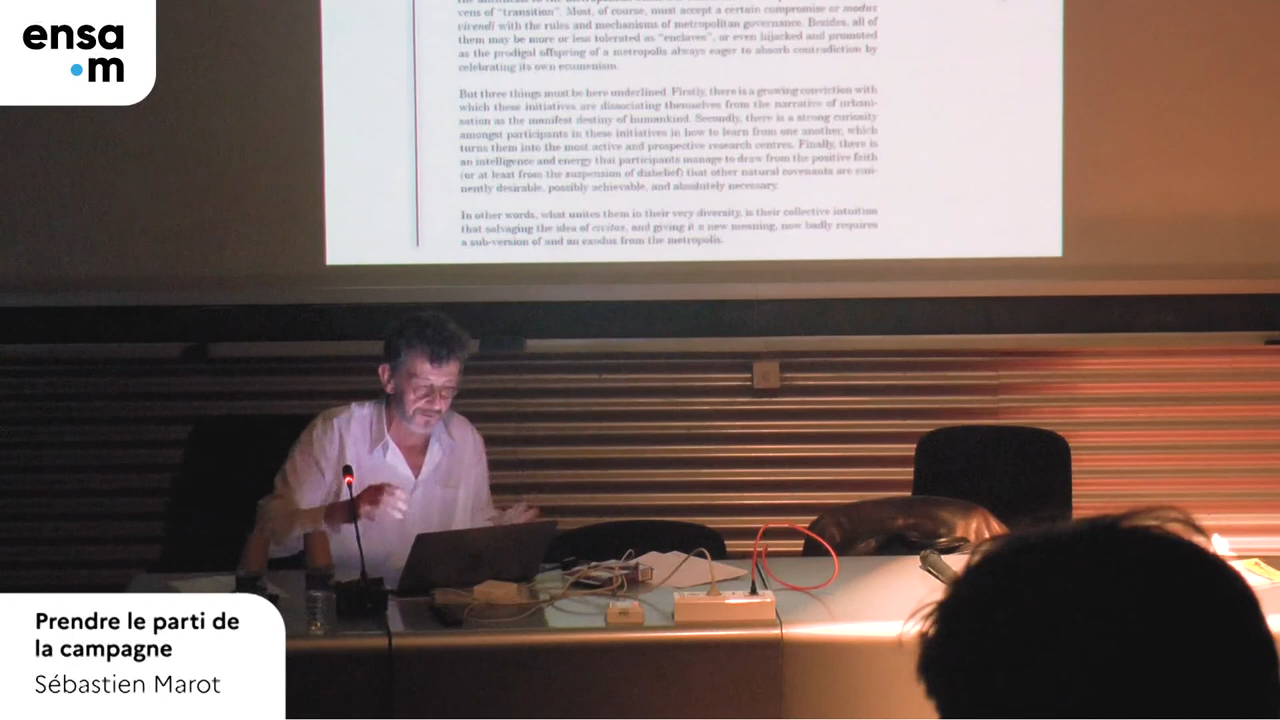 ensa
•m
vens of "transition". Most, of course, must accept a certain compromise or modus
vivendi with the rules and mechanisms of metropolitan governance. Besides, all of
them may be more or less tolerated as "enclaves", or even hijacked and promoted
as the prodigal offspring of a metropolis always eager to absorb contradiction by
celebrating its own ecumenism.
But three things must be here underlined. Firstly, there is a growing conviction with
which these initiatives are dissociating themselves from the narrative of urbani-
sation as the manifest destiny of humankind. Secondly, there is a strong curiosity
amongst participants in these initiatives in how to learn from one another, which
turns them into the most active and prospective research centres. Finally, there is
an intelligence and energy that participants manage to draw from the positive faith
(or at least from the suspension of disbelief) that other natural covenants are emi-
nently desirable, possibly achievable, and absolutely necessary.
In other words, what unites them in their very diversity, is their collective intuition
that salvaging the idea of civitas, and giving it a new meaning, now badly requires
a sub-version of and an exodus from the metropolis.
Prendre le parti de
la campagne
Sébastien Marot